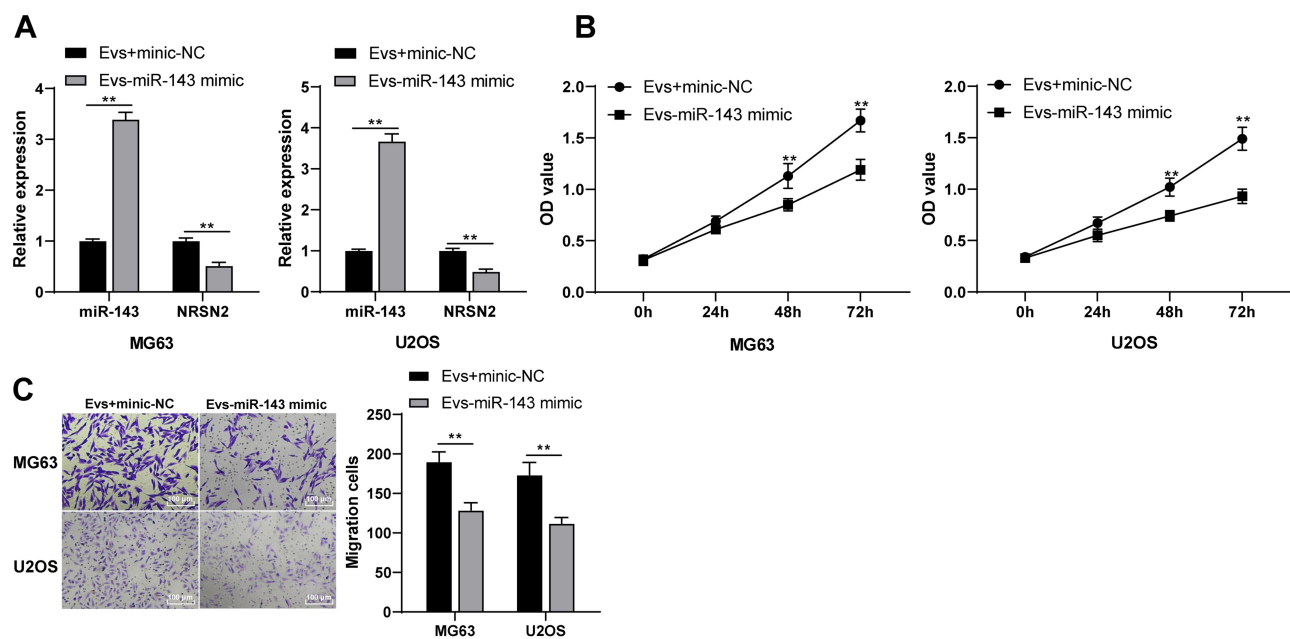 A
Evs+minic-NC
Evs-miR-143 mimic
Relative expression
4
3
2
1
0
**
**
miR-143
NRSN2
MG63
Evs+minic-NC
Evs-miR-143 mimic
Relative expression
5
4
3
2
1
0
**
**
miR-143
NRSN2
U2OS
B
Evs+minic-NC
Evs-miR-143 mimic
OD value
2.0
1.5
1.0
0.5
0.0
**
**
0h
24h
48h
72h
MG63
Evs+minic-NC
Evs-miR-143 mimic
OD value
2.0
1.5
1.0
0.5
0.0
**
**
0h
24h
48h
72h
U2OS
C
Evs+minic-NC
Evs-miR-143 mimic
MG63
100 μm
100 μm
U2OS
100 μm
100 μm
Evs+minic-NC
Evs-miR-143 mimic
Migration cells
250
200
150
100
50
0
**
**
MG63
U2OS